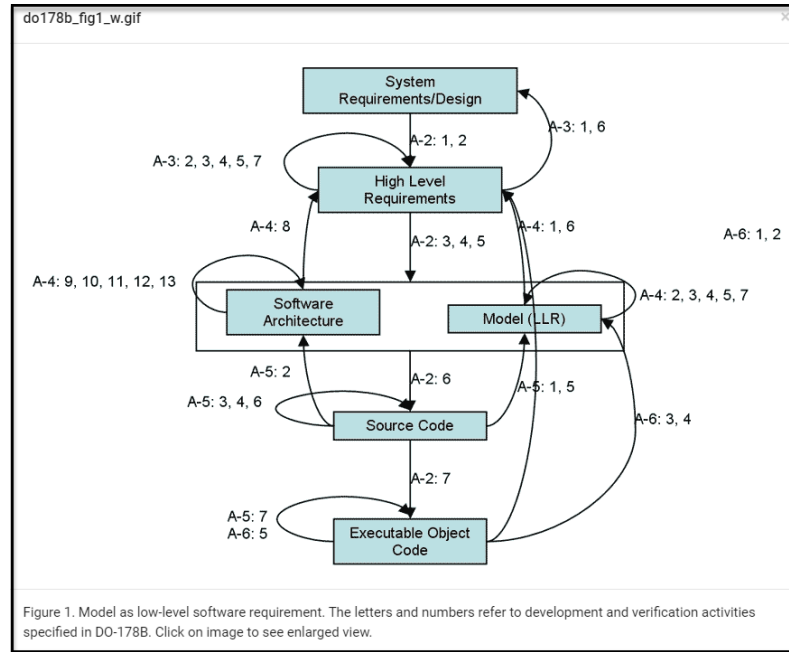 do178b_fig1_w.gif
×
System
Requirements/Design
A-2: 1, 2
A-3: 1, 6
A-3: 2, 3, 4, 5, 7
High Level
Requirements
A-4: 8
A-2: 3, 4, 5
A-4: 1, 6
A-6: 1, 2
A-4: 9, 10, 11, 12, 13
Software
Architecture
Model (LLR)
A-4: 2, 3, 4, 5, 7
A-5: 2
A-2: 6
A-5: 1, 5
A-5: 3, 4, 6
Source Code
A-6: 3, 4
A-2: 7
A-5: 7
A-6: 5
Executable Object
Code
Figure 1. Model as low-level software requirement. The letters and numbers refer to development and verification activities
specified in DO-178B. Click on image to see enlarged view.